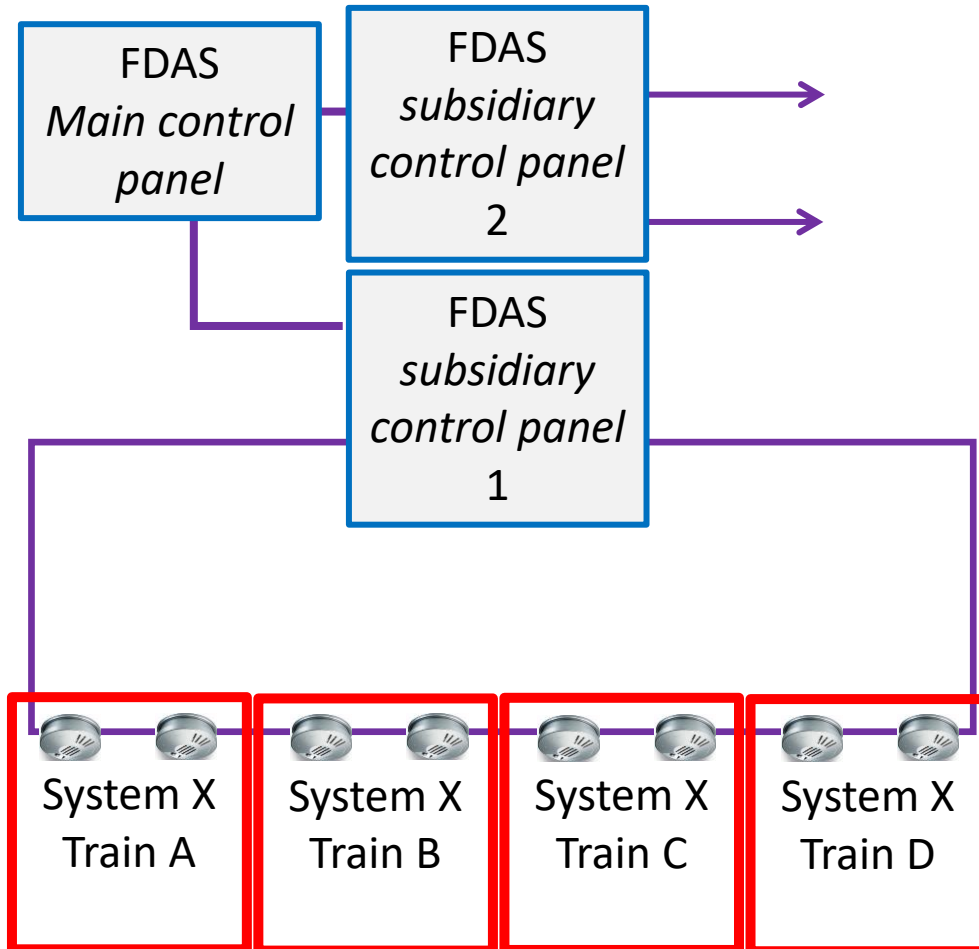 FDAS
Main control
panel
FDAS
subsidiary
control panel
2
FDAS
subsidiary
control panel
1
System X
Train A
System X
Train B
System X
Train C
System X
Train D